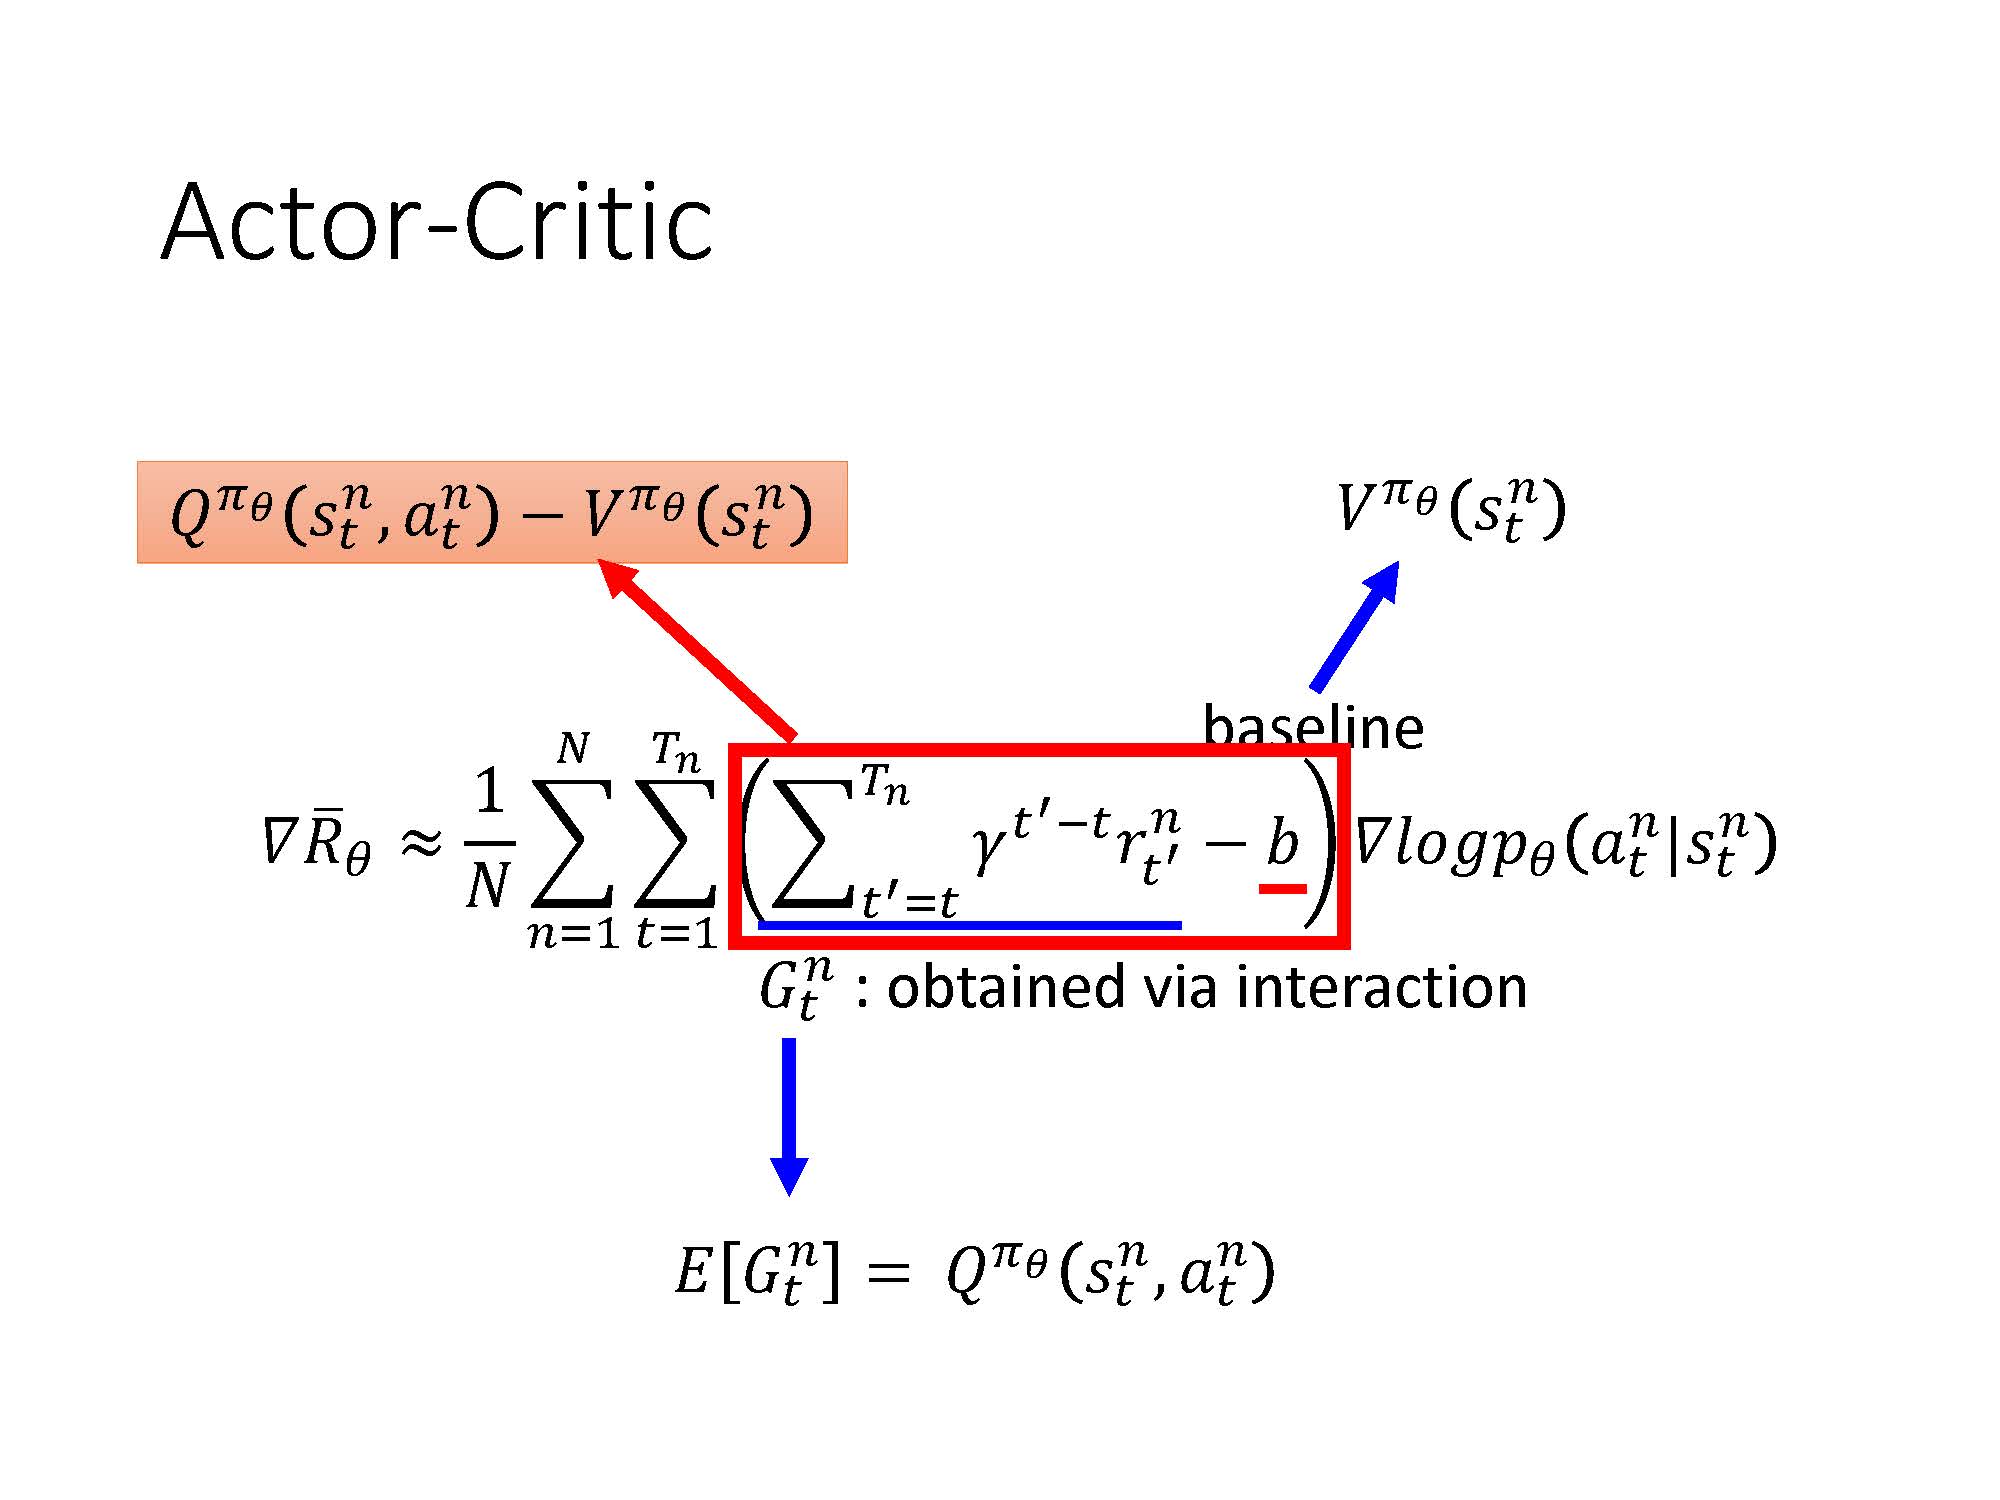 Actor-Critic
$Q^{\pi_\theta}(s_t^n, a_t^n) - V^{\pi_\theta}(s_t^n)$
$V^{\pi_\theta}(s_t^n)$
baseline
$\nabla \bar{R}_\theta \approx \frac{1}{N} \sum_{n=1}^{N} \sum_{t=1}^{T_n} \left( \sum_{t'=t}^{T_n} \gamma^{t'-t} r_{t'}^n - b \right) \nabla log p_\theta(a_t^n | s_t^n)$
$G_t^n$ : obtained via interaction
$E[G_t^n] = Q^{\pi_\theta}(s_t^n, a_t^n)$